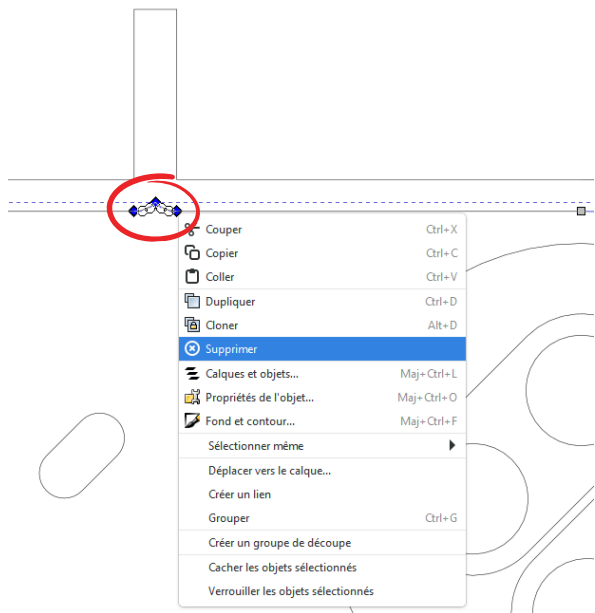 Couper Ctrl+X
Copier Ctrl+C
Coller Ctrl+V
Dupliquer Ctrl+D
Cloner Alt+D
Supprimer
Calques et objets... Maj+Ctrl+L
Propriétés de l'objet... Maj+Ctrl+O
Fond et contour... Maj+Ctrl+F
Sélectionner même
Déplacer vers le calque...
Créer un lien
Grouper Ctrl+G
Créer un groupe de découpe
Cacher les objets sélectionnés
Verrouiller les objets sélectionnés